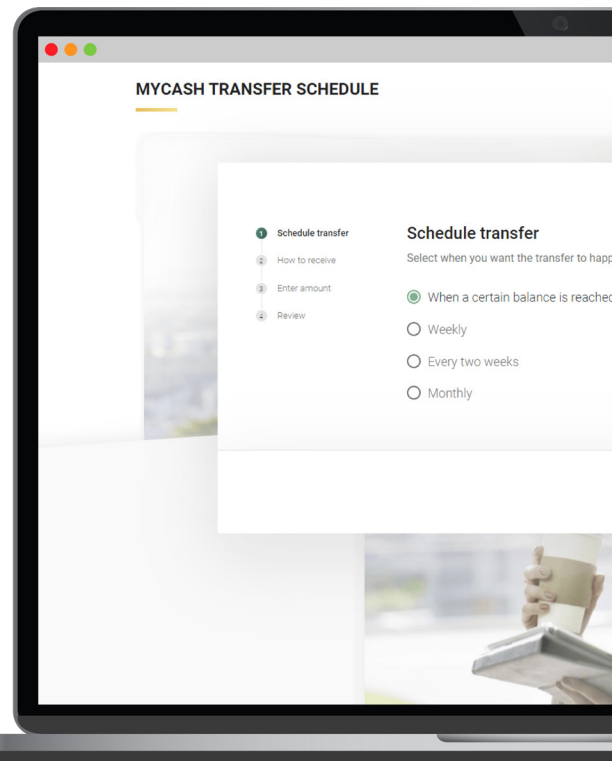 MYCASH TRANSFER SCHEDULE
1 Schedule transfer
2 How to receive
3 Enter amount
4 Review
Schedule transfer
Select when you want the transfer to happ
When a certain balance is reached
Weekly
Every two weeks
Monthly